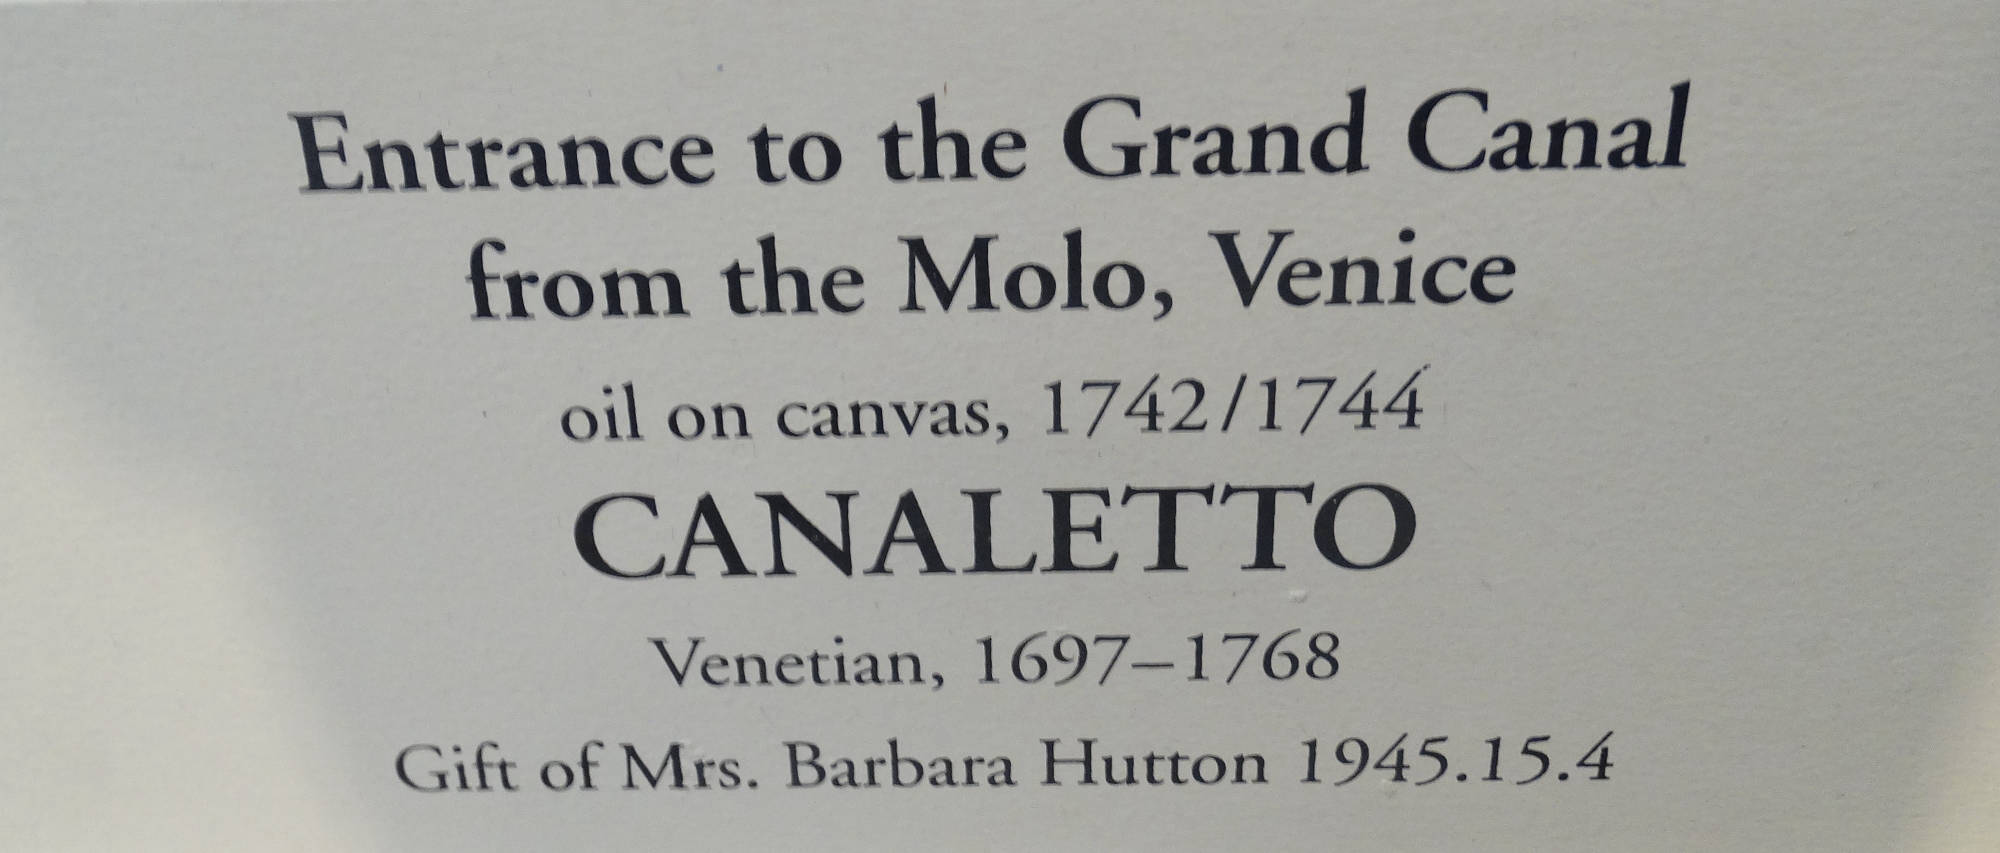 Entrance to the Grand Canal
from the Molo, Venice
oil on canvas, 1742/1744
CANALETTO
Venetian, 1697–1768
Gift of Mrs. Barbara Hutton 1945.15.4